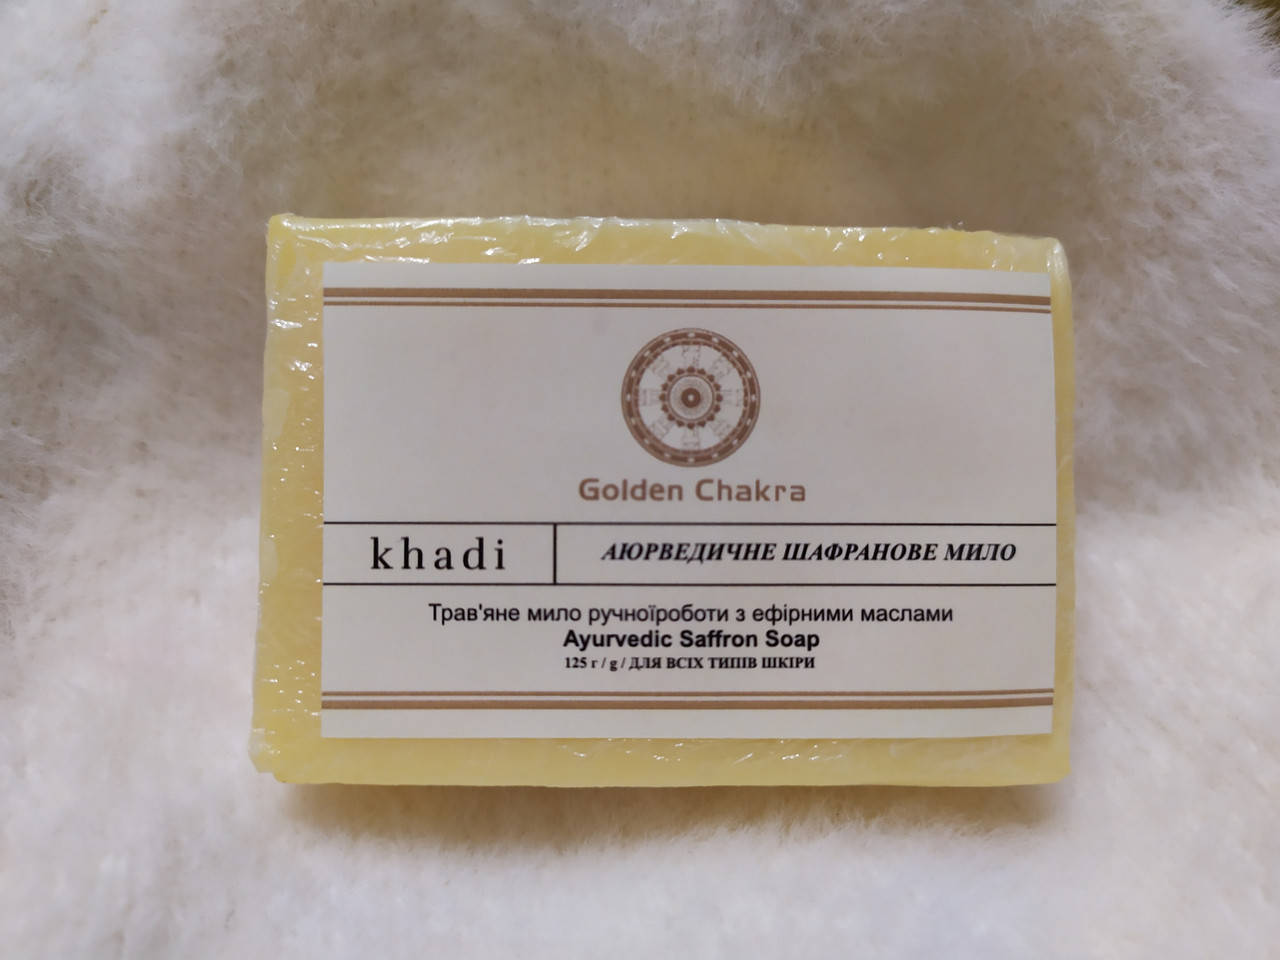 Golden Chakra
khadi
АЮРВЕДИЧНЕ ШАФРАНОВЕ МИЛО
Трав'яне мило ручноїроботи з ефірними маслами
Ayurvedic Saffron Soap
125 г / g / ДЛЯ ВСІХ ТИПІВ ШКІРИ